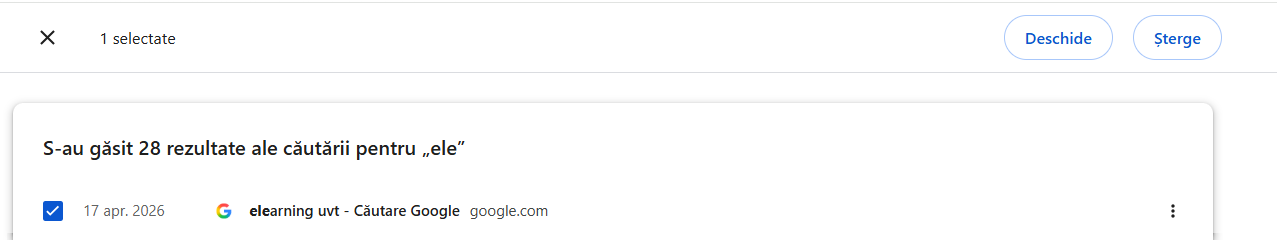 1 selectate
Deschide
Șterge
S-au găsit 28 rezultate ale căutării pentru „ele”
17 apr. 2026 elearning uvt - Căutare Google google.com